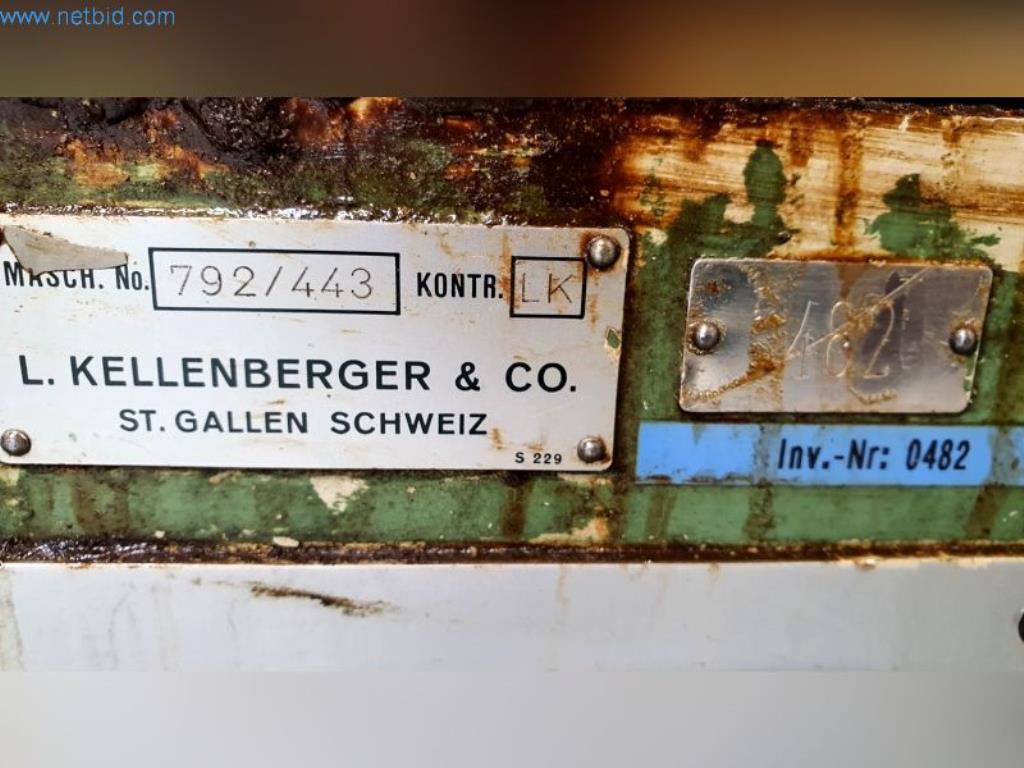 www.netbid.com
MASCH. No. 792/443 KONTR. LK
L. KELLENBERGER & CO.
ST. GALLEN SCHWEIZ
S 229
482
Inv.-Nr: 0482